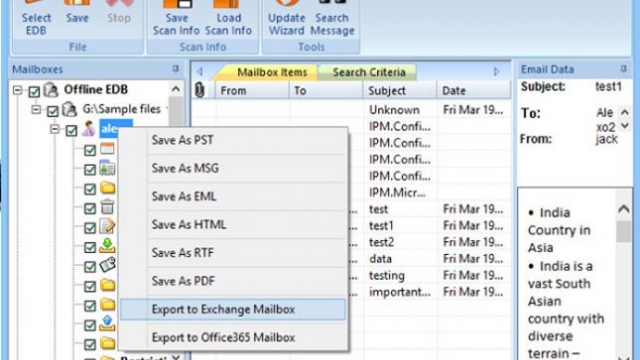 Select
EDB
Save
Stop
Save
Scan Info
Load
Scan Info
Update
Wizard
Search
Message
File
Scan Info
Tools
Mailboxes
Offline EDB
G:\Sample files
ale
Save As PST
Save As MSG
Save As EML
Save As HTML
Save As RTF
Save As PDF
Export to Exchange Mailbox
Export to Office365 Mailbox
Mailbox Items
Search Criteria
From To Subject Date
Unknown Fri Mar 19...
IPM.Confi...
IPM.Confi...
IPM.Confi...
IPM.Confi...
IPM.Micr...
test Fri Mar 19...
test1 Fri Mar 19...
test2 Fri Mar 19...
data Fri Mar 19...
testing Fri Mar 19...
important... Fri Mar 19...
Email Data
Subject: test1
To: Ale
xo2
From: jack
• India
Country in
Asia
• India is a
vast South
Asian
country with
diverse
terrain –